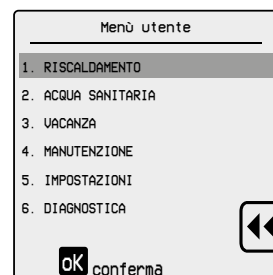 Menù utente
1. RISCALDAMENTO
2. ACQUA SANITARIA
3. VACANZA
4. MANUTENZIONE
5. IMPOSTAZIONI
6. DIAGNOSTICA
OK conferma